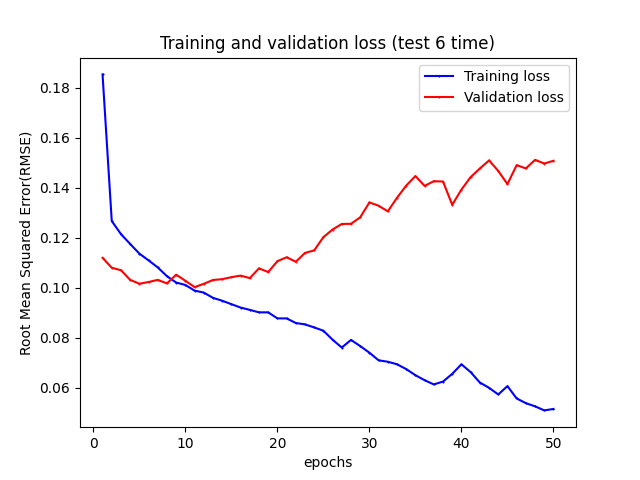 Training and validation loss (test 6 time)
Training loss
Validation loss
Root Mean Squared Error(RMSE)
0.18
0.16
0.14
0.12
0.10
0.08
0.06
0 10 20 30 40 50
epochs